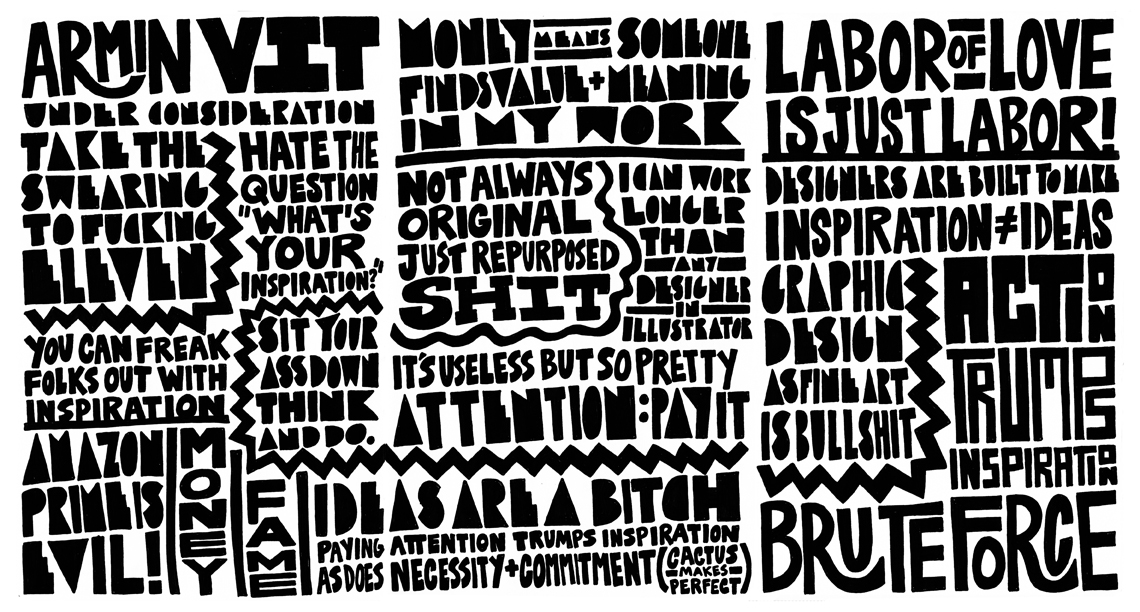 ARMIN VIT
UNDER CONSIDERATION
TAKE THE
SWEARING
TO FUCKING
ELEVEN
HATE THE
QUESTION
"WHAT'S
YOUR
INSPIRATION?"
YOU CAN FREAK
FOLKS OUT WITH
INSPIRATION
SIT YOUR
ASS DOWN
THINK
AND DO.
AMAZON
PRIME IS
EVIL!
MONEY
FAME
MONEY MEANS SOMEONE
FINDS VALUE + MEANING
IN MY WORK
NOT ALWAYS
ORIGINAL
JUST REPURPOSED
SHIT
I CAN WORK
LONGER
THAN
ANY
DESIGNER
IN
ILLUSTRATOR
IT'S USELESS BUT SO PRETTY
ATTENTION: PAY IT
IDEAS ARE A BITCH
PAYING ATTENTION TRUMPS INSPIRATION
AS DOES NECESSITY + COMMITMENT (CACTUS
MAKES
PERFECT)
LABOR OF LOVE
IS JUST LABOR!
DESIGNERS ARE BUILT TO MAKE
INSPIRATION ≠ IDEAS
GRAPHIC
DESIGN
AS FINE ART
IS BULLSHIT
ACTION
TRUMPS
INSPIRATION
BRUTE FORCE